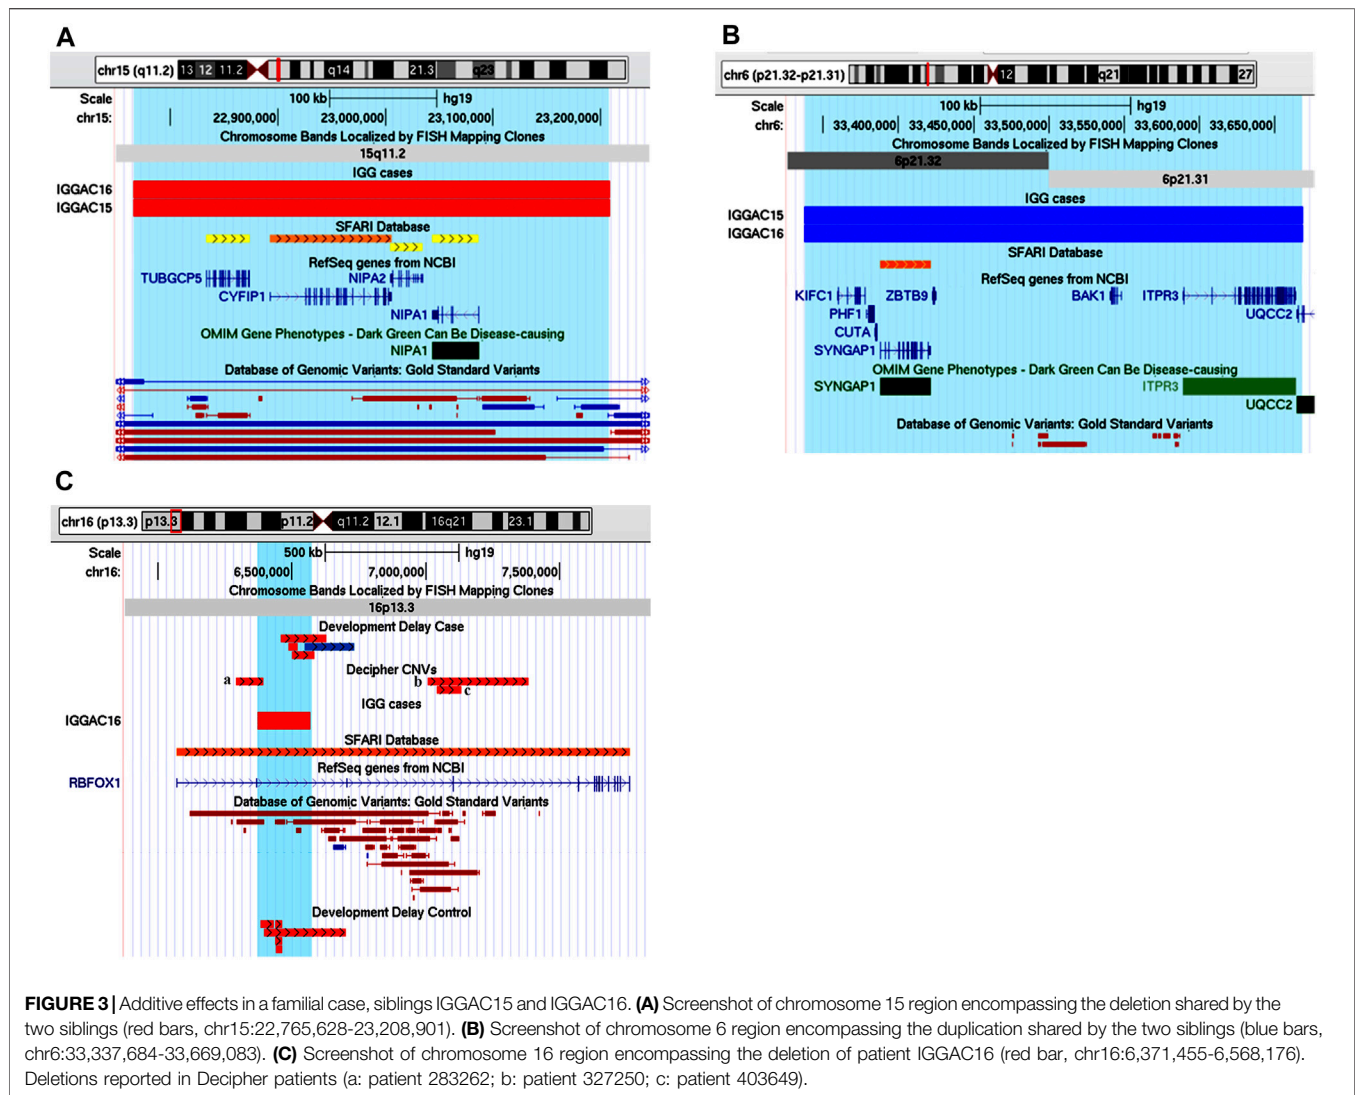 A
chr15 (q11.2) 13 12 11.2 q14 21.3 q23
Scale 100 kb hg19
chr15: 22,900,000 23,000,000 23,100,000 23,200,000
Chromosome Bands Localized by FISH Mapping Clones
15q11.2
IGG cases
IGGAC16
IGGAC15
SFARI Database
RefSeq genes from NCBI
TUBGCP5 NIPA2
CYFIP1
NIPA1
OMIM Gene Phenotypes - Dark Green Can Be Disease-causing
NIPA1
Database of Genomic Variants: Gold Standard Variants
B
chr6 (p21.32-p21.31) 12 q21 27
Scale 100 kb hg19
chr6: 33,400,000 33,450,000 33,500,000 33,550,000 33,600,000 33,650,000
Chromosome Bands Localized by FISH Mapping Clones
6p21.32
6p21.31
IGG cases
IGGAC15
IGGAC16
SFARI Database
RefSeq genes from NCBI
KIFC1 ZBTB9 BAK1 ITPR3
PHF1 UQCC2
CUTA
SYNGAP1
OMIM Gene Phenotypes - Dark Green Can Be Disease-causing
SYNGAP1 ITPR3
UQCC2
Database of Genomic Variants: Gold Standard Variants
C
chr16 (p13.3) p13.3 p11.2 q11.2 12.1 16q21 23.1
Scale 500 kb hg19
chr16: 6,500,000 7,000,000 7,500,000
Chromosome Bands Localized by FISH Mapping Clones
16p13.3
Development Delay Case
Decipher CNVs
a b
c
IGG cases
IGGAC16
SFARI Database
RefSeq genes from NCBI
RBFOX1
Database of Genomic Variants: Gold Standard Variants
Development Delay Control
FIGURE 3 | Additive effects in a familial case, siblings IGGAC15 and IGGAC16. (A) Screenshot of chromosome 15 region encompassing the deletion shared by the
two siblings (red bars, chr15:22,765,628-23,208,901). (B) Screenshot of chromosome 6 region encompassing the duplication shared by the two siblings (blue bars,
chr6:33,337,684-33,669,083). (C) Screenshot of chromosome 16 region encompassing the deletion of patient IGGAC16 (red bar, chr16:6,371,455-6,568,176).
Deletions reported in Decipher patients (a: patient 283262; b: patient 327250; c: patient 403649).